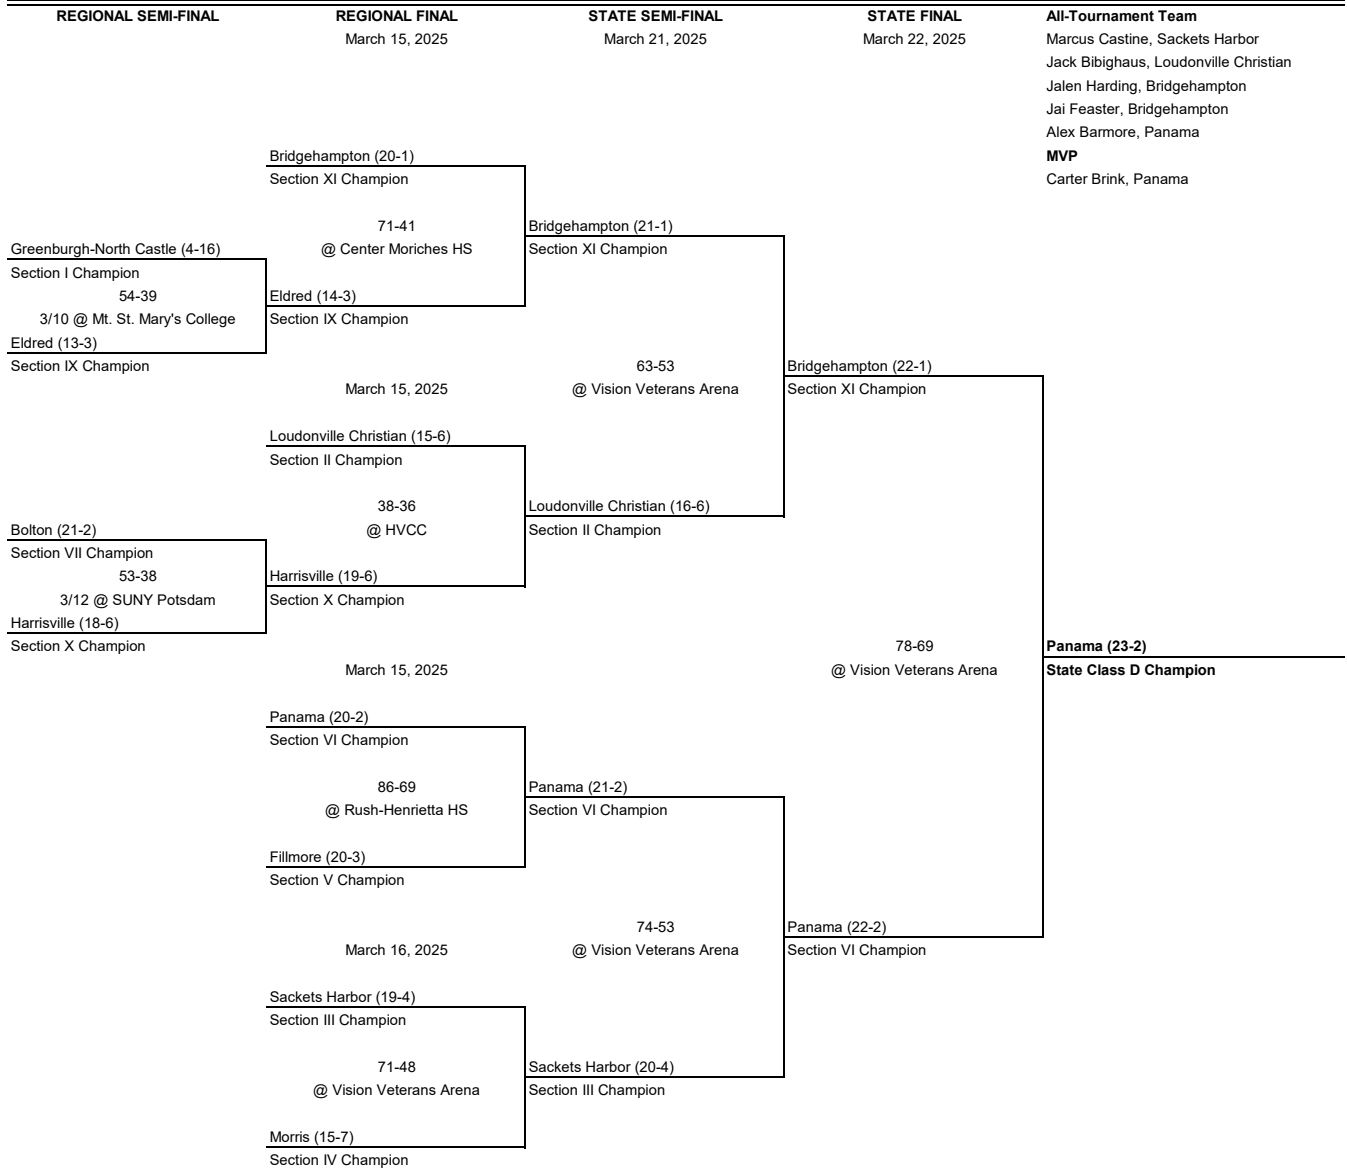 REGIONAL SEMI-FINAL REGIONAL FINAL STATE SEMI-FINAL STATE FINAL All-Tournament Team
March 15, 2025 March 21, 2025 March 22, 2025 Marcus Castine, Sackets Harbor
Jack Bibighaus, Loudonville Christian
Jalen Harding, Bridgehampton
Jai Feaster, Bridgehampton
Alex Barmore, Panama
Bridgehampton (20-1) MVP
Section XI Champion Carter Brink, Panama
71-41 Bridgehampton (21-1)
Greenburgh-North Castle (4-16) @ Center Moriches HS Section XI Champion
Section I Champion
54-39 Eldred (14-3)
3/10 @ Mt. St. Mary's College Section IX Champion
Eldred (13-3)
Section IX Champion 63-53 Bridgehampton (22-1)
March 15, 2025 @ Vision Veterans Arena Section XI Champion
Loudonville Christian (15-6)
Section II Champion
38-36 Loudonville Christian (16-6)
Bolton (21-2) @ HVCC Section II Champion
Section VII Champion
53-38 Harrisville (19-6)
3/12 @ SUNY Potsdam Section X Champion
Harrisville (18-6)
Section X Champion 78-69 Panama (23-2)
March 15, 2025 @ Vision Veterans Arena State Class D Champion
Panama (20-2)
Section VI Champion
86-69 Panama (21-2)
@ Rush-Henrietta HS Section VI Champion
Fillmore (20-3)
Section V Champion
74-53 Panama (22-2)
March 16, 2025 @ Vision Veterans Arena Section VI Champion
Sackets Harbor (19-4)
Section III Champion
71-48 Sackets Harbor (20-4)
@ Vision Veterans Arena Section III Champion
Morris (15-7)
Section IV Champion